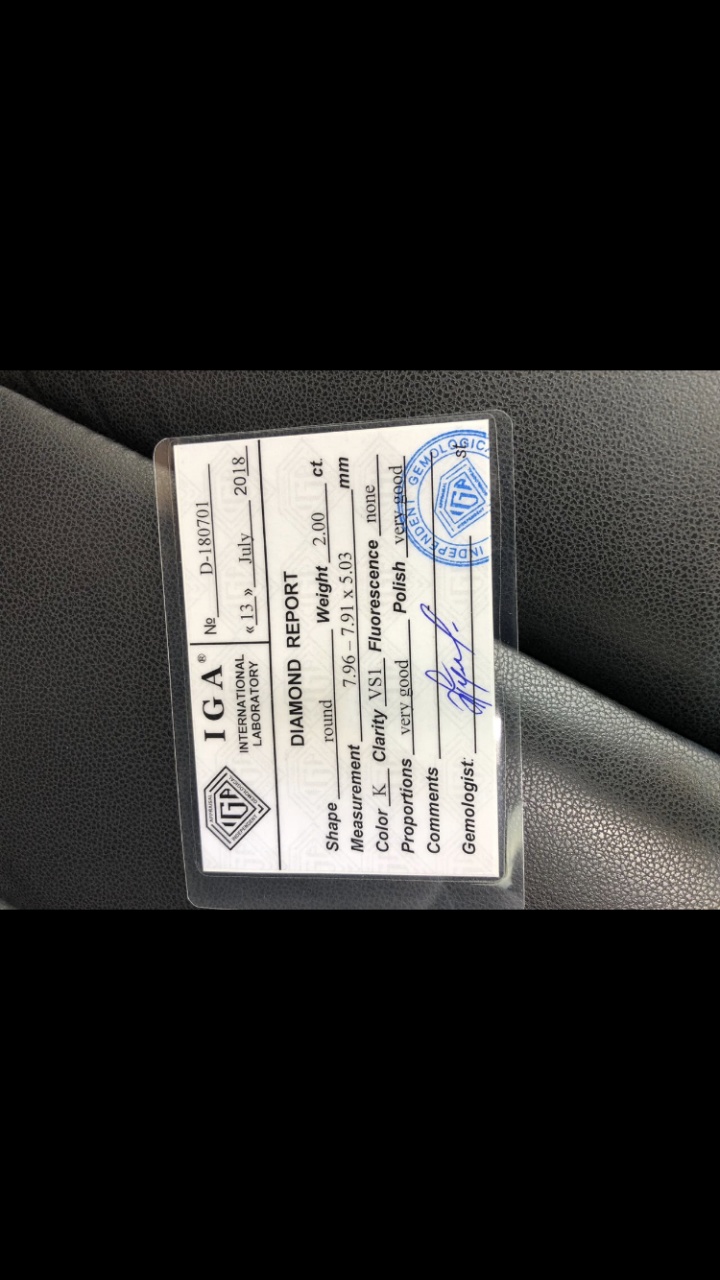 IGA®
INTERNATIONAL
LABORATORY
№ D-180701
« 13 » July 2018
DIAMOND REPORT
Shape round Weight 2.00 ct.
Measurement 7.96 – 7.91 x 5.03 mm
Color K Clarity VS1 Fluorescence none
Proportions very good Polish very good
Comments
Gemologist:
INDEPENDENT GEMOLOGICA
IGA